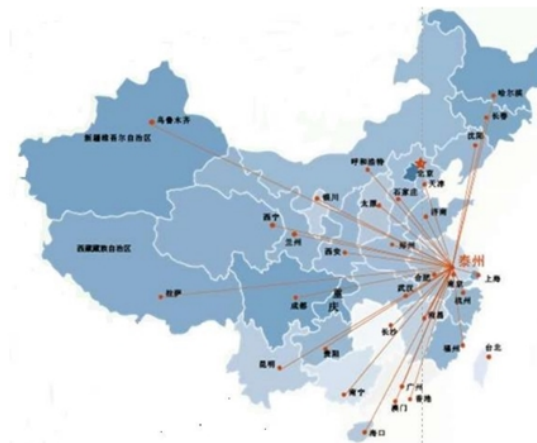 哈尔滨
长春
乌鲁木齐
沈阳
新疆维吾尔自治区
呼和浩特
北京
天津
银川
石家庄
太原
济南
西宁
兰州
郑州
西安
泰州
西藏藏族自治区
合肥
南京
上海
拉萨
成都
重庆
武汉
杭州
南昌
长沙
福州
台北
昆明
贵阳
南宁
广州
香港
澳门
海口